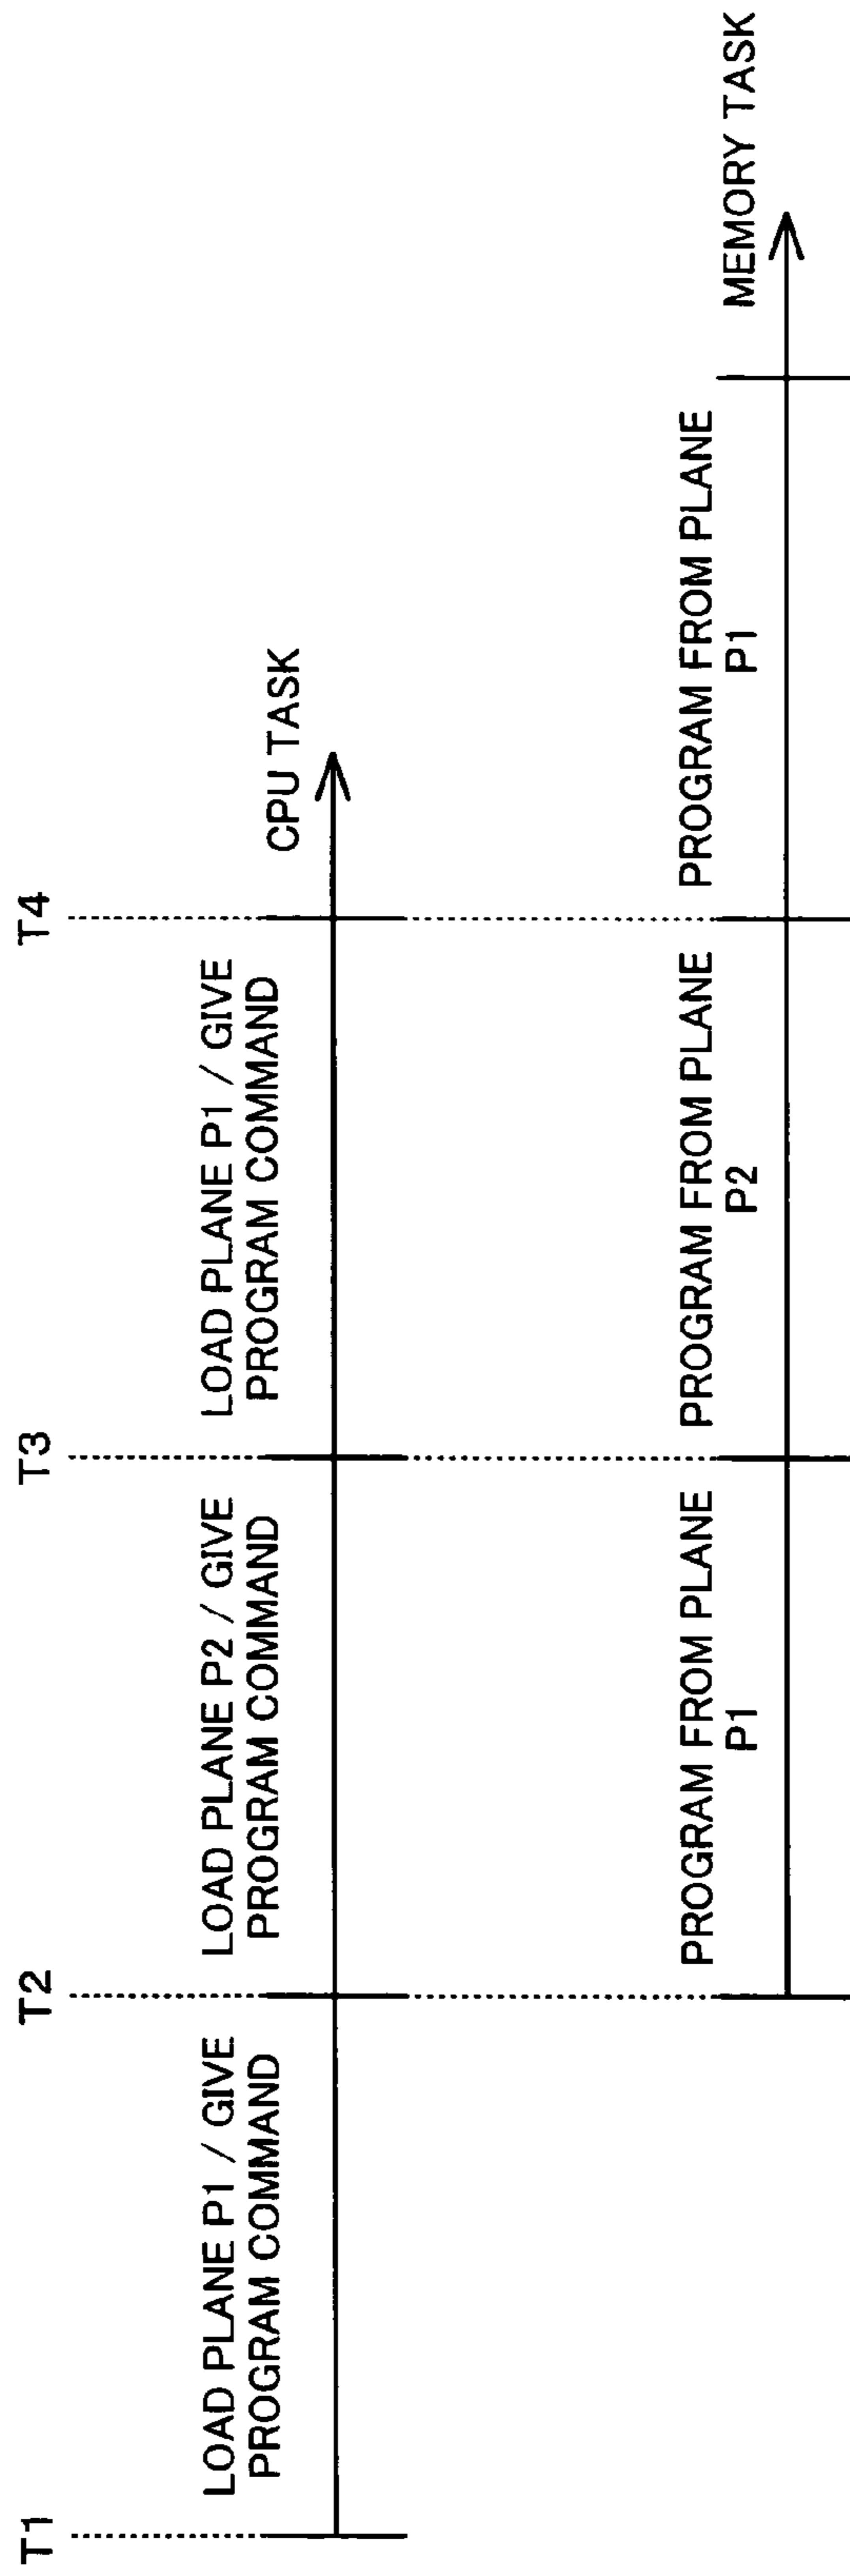 T1
T2
T3
T4
LOAD PLANE P1 / GIVE
PROGRAM COMMAND
LOAD PLANE P2 / GIVE
PROGRAM COMMAND
LOAD PLANE P1 / GIVE
PROGRAM COMMAND
CPU TASK
PROGRAM FROM PLANE
P1
PROGRAM FROM PLANE
P2
PROGRAM FROM PLANE
P1
MEMORY TASK